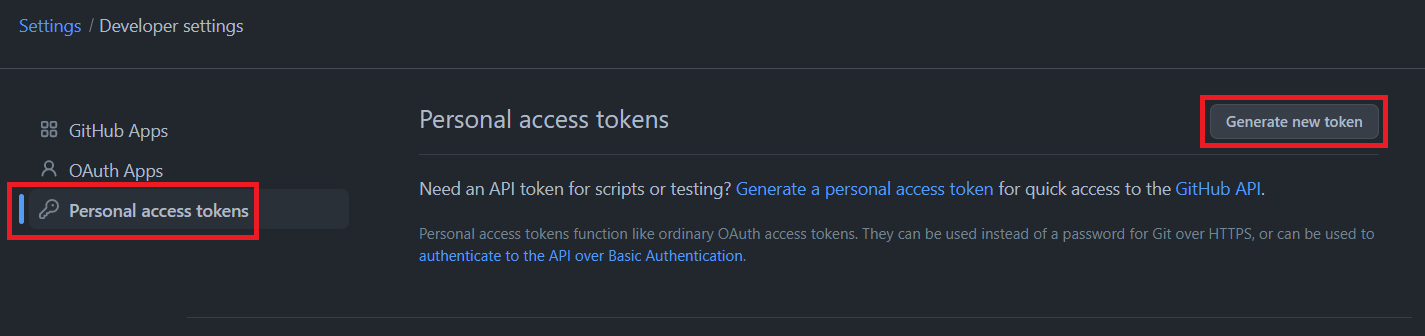 Settings / Developer settings
GitHub Apps
OAuth Apps
Personal access tokens
Personal access tokens
Generate new token
Need an API token for scripts or testing? Generate a personal access token for quick access to the GitHub API.
Personal access tokens function like ordinary OAuth access tokens. They can be used instead of a password for Git over HTTPS, or can be used to
authenticate to the API over Basic Authentication.